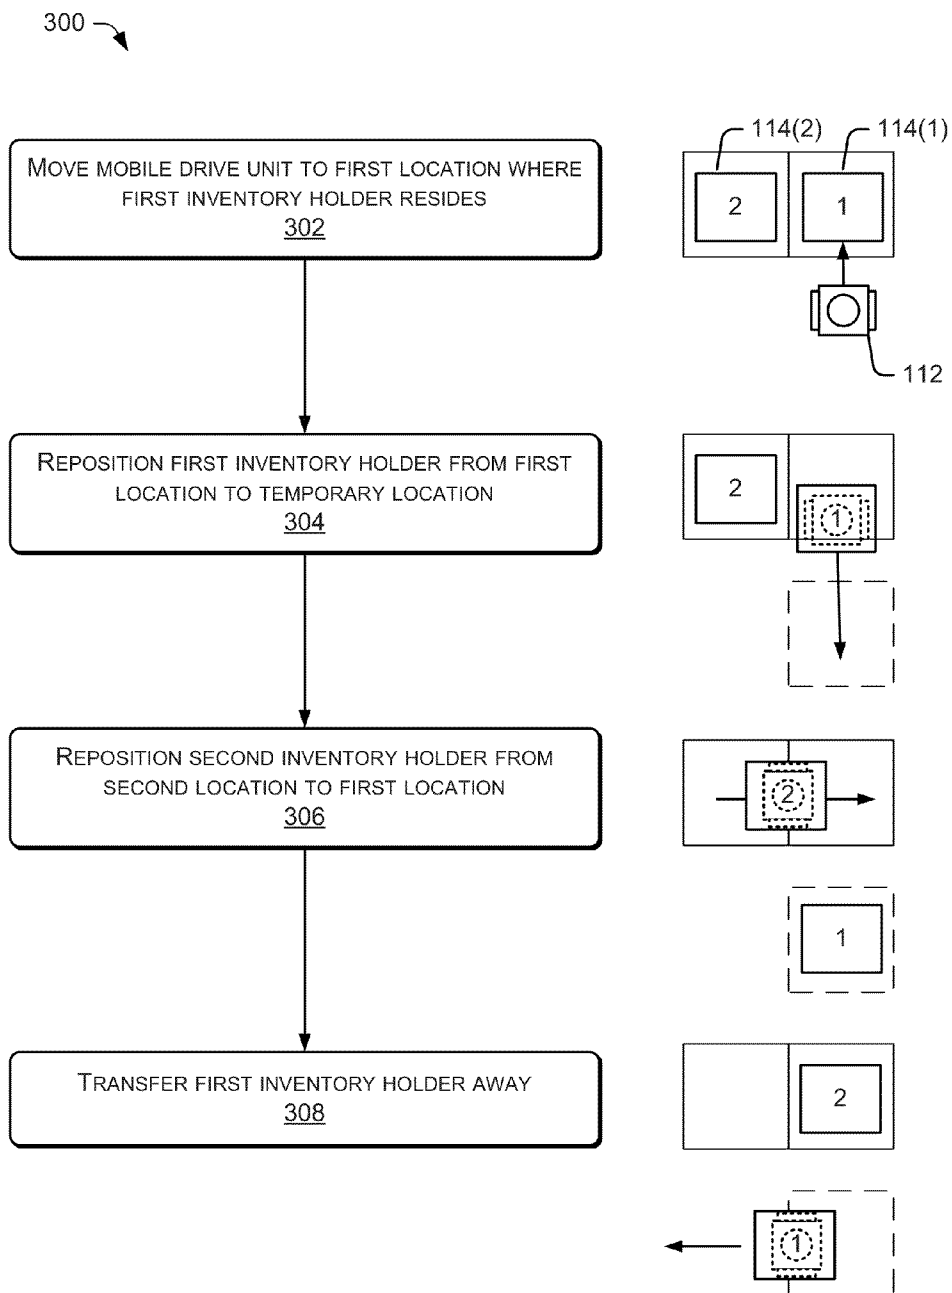 300
114(2) 114(1)
MOVE MOBILE DRIVE UNIT TO FIRST LOCATION WHERE
FIRST INVENTORY HOLDER RESIDES
302
2 1
112
REPOSITION FIRST INVENTORY HOLDER FROM FIRST
LOCATION TO TEMPORARY LOCATION
304
2
1
REPOSITION SECOND INVENTORY HOLDER FROM
SECOND LOCATION TO FIRST LOCATION
306
2
1
TRANSFER FIRST INVENTORY HOLDER AWAY
308
2
1